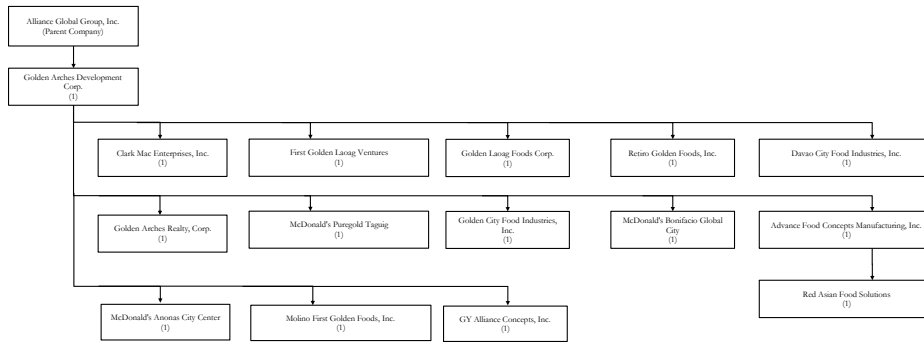 Alliance Global Group, Inc.
(Parent Company)
Golden Arches Development
Corp.
(1)
Clark Mac Enterprises, Inc.
(1)
First Golden Laoag Ventures
(1)
Golden Laoag Foods Corp.
(1)
Retiro Golden Foods, Inc.
(1)
Davao City Food Industries, Inc.
(1)
Golden Arches Realty, Corp.
(1)
McDonald's Puregold Taguig
(1)
Golden City Food Industries,
Inc.
(1)
McDonald's Bonifacio Global
City
(1)
Advance Food Concepts Manufacturing, Inc.
(1)
Red Asian Food Solutions
(1)
McDonald's Anonas City Center
(1)
Molino First Golden Foods, Inc.
(1)
GY Alliance Concepts, Inc.
(1)